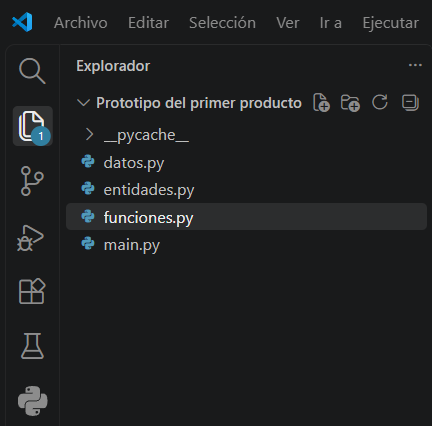 Archivo Editar Selección Ver Ir a Ejecutar
Explorador
Prototipo del primer producto
__pycache__
1
datos.py
entidades.py
funciones.py
main.py